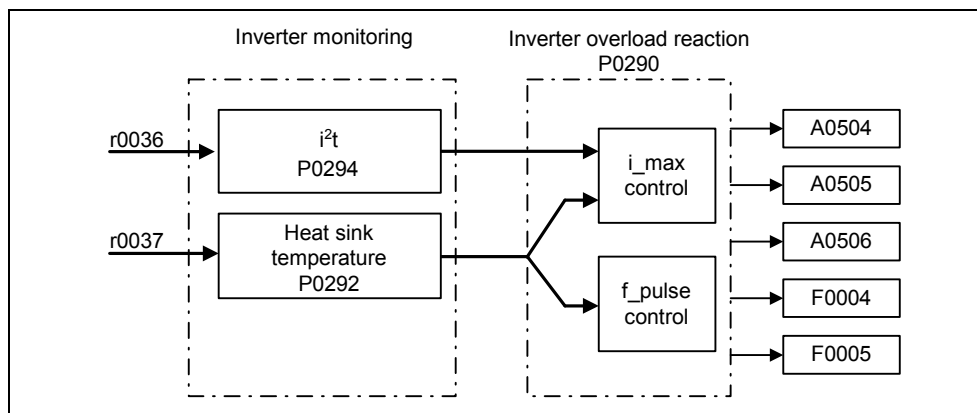 Inverter monitoring
Inverter overload reaction
P0290
r0036
i²t
P0294
r0037
Heat sink
temperature
P0292
i_max
control
f_pulse
control
A0504
A0505
A0506
F0004
F0005